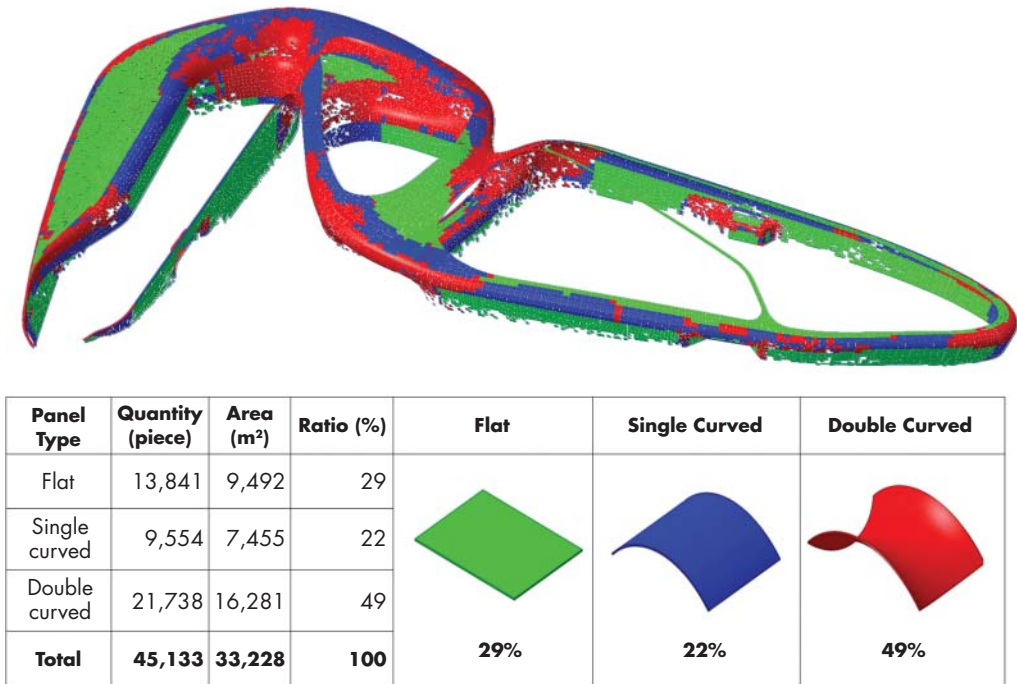 Panel Type Quantity (piece) Area (m²) Ratio (%) Flat Single Curved Double Curved
Flat 13,841 9,492 29
Single curved 9,554 7,455 22
Double curved 21,738 16,281 49
Total 45,133 33,228 100 29% 22% 49%